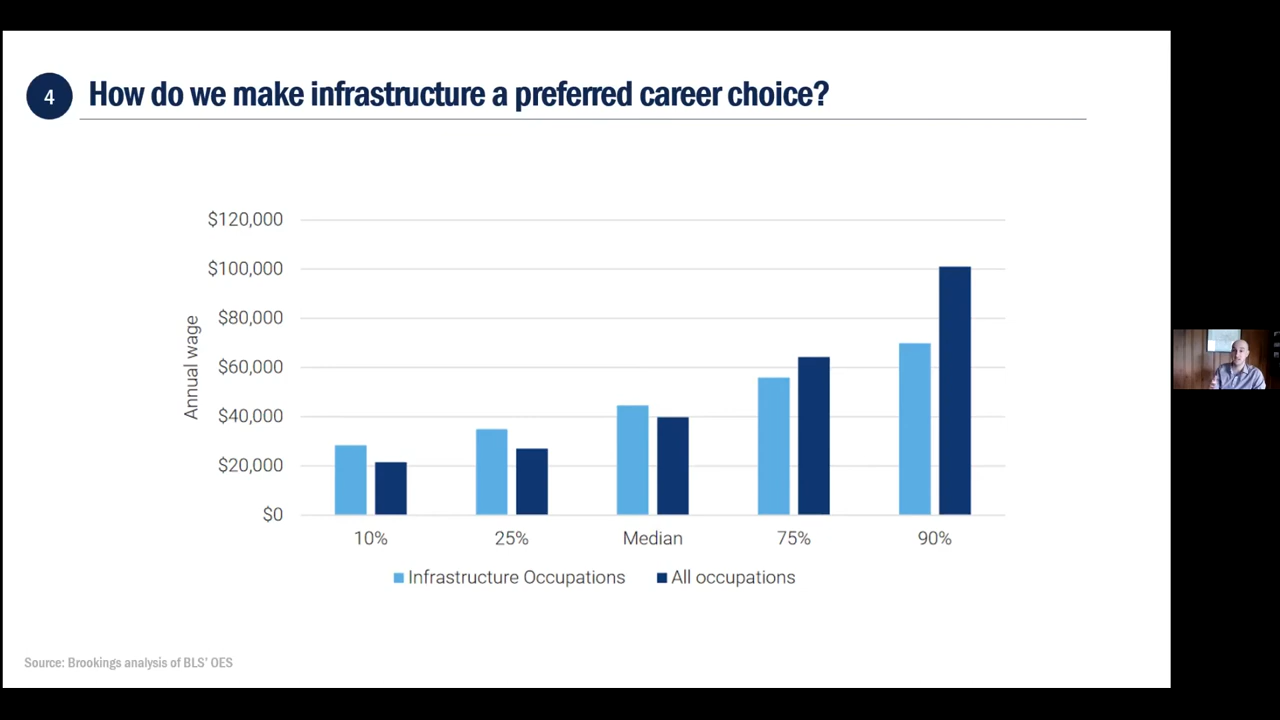 4
How do we make infrastructure a preferred career choice?
$120,000
$100,000
$80,000
$60,000
$40,000
$20,000
$0
Annual wage
10% 25% Median 75% 90%
Infrastructure Occupations All occupations
Source: Brookings analysis of BLS' OES